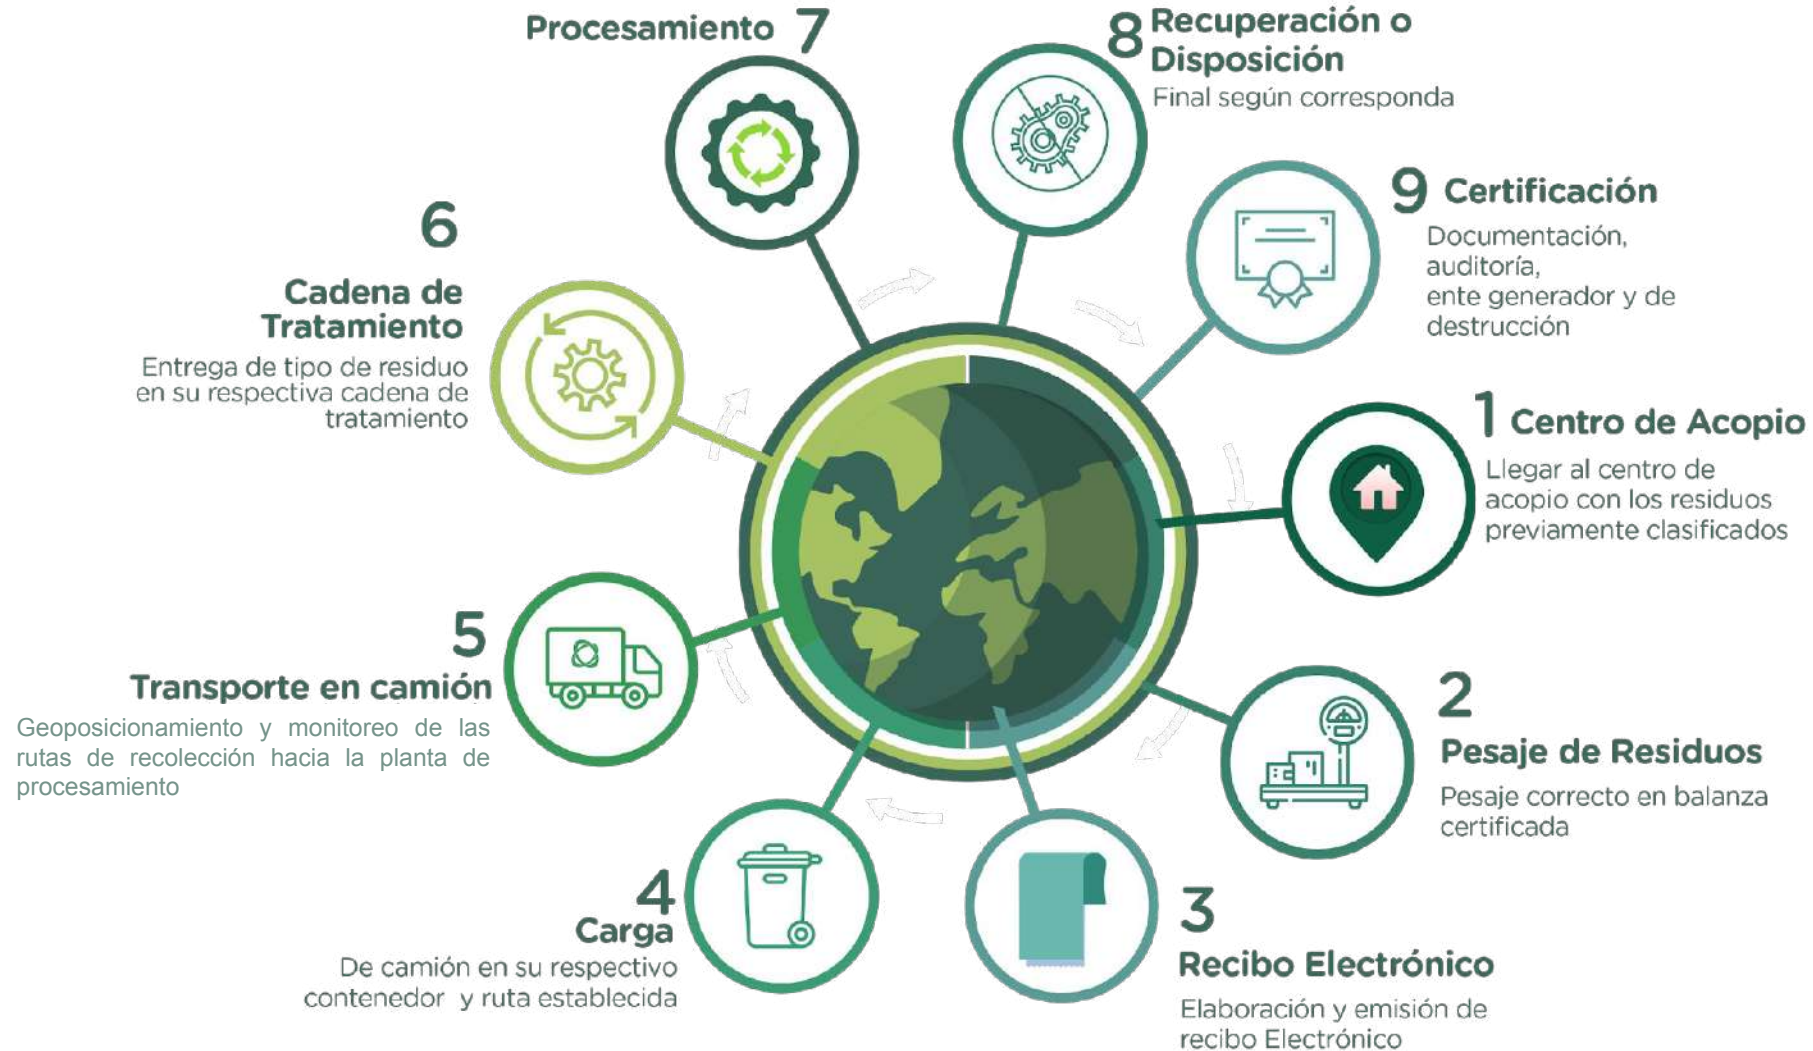 1 Centro de Acopio
Llegar al centro de
acopio con los residuos
previamente clasificados
2
Pesaje de Residuos
Pesaje correcto en balanza
certificada
3
Recibo Electrónico
Elaboración y emisión de
recibo Electrónico
4
Carga
De camión en su respectivo
contenedor y ruta establecida
5
Transporte en camión
Geoposicionamiento y monitoreo de las
rutas de recolección hacia la planta de
procesamiento
6
Cadena de
Tratamiento
Entrega de tipo de residuo
en su respectiva cadena de
tratamiento
Procesamiento 7
8 Recuperación o
Disposición
Final según corresponda
9 Certificación
Documentación,
auditoría,
ente generador y de
destrucción